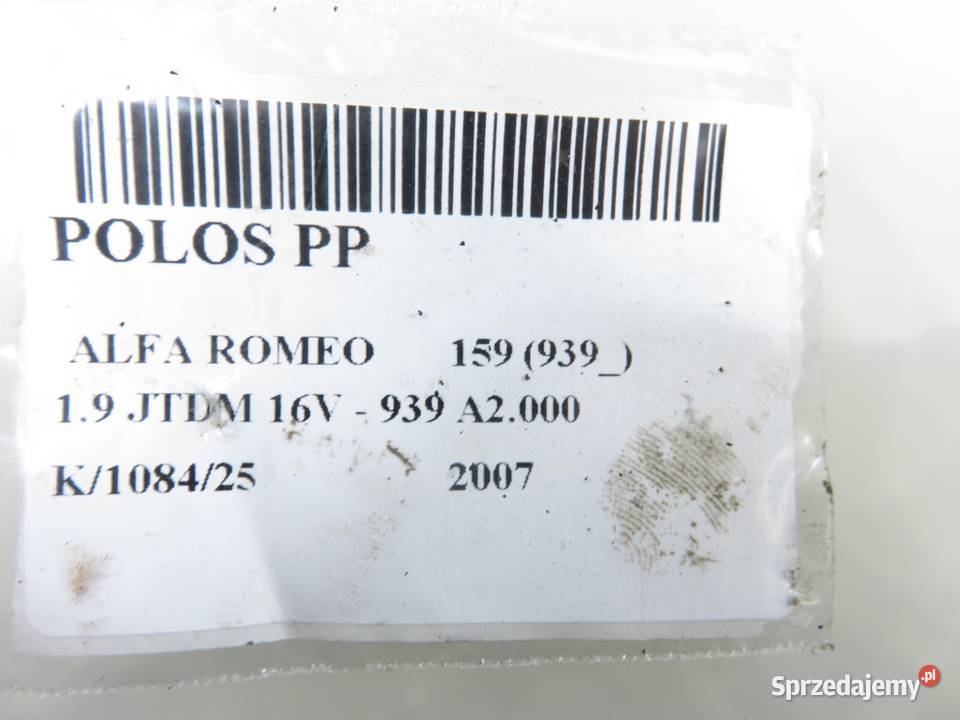 POLOS PP
ALFA ROMEO 159 (939_)
1.9 JTDM 16V - 939 A2.000
K/1084/25 2007
Sprzedajemy.pl